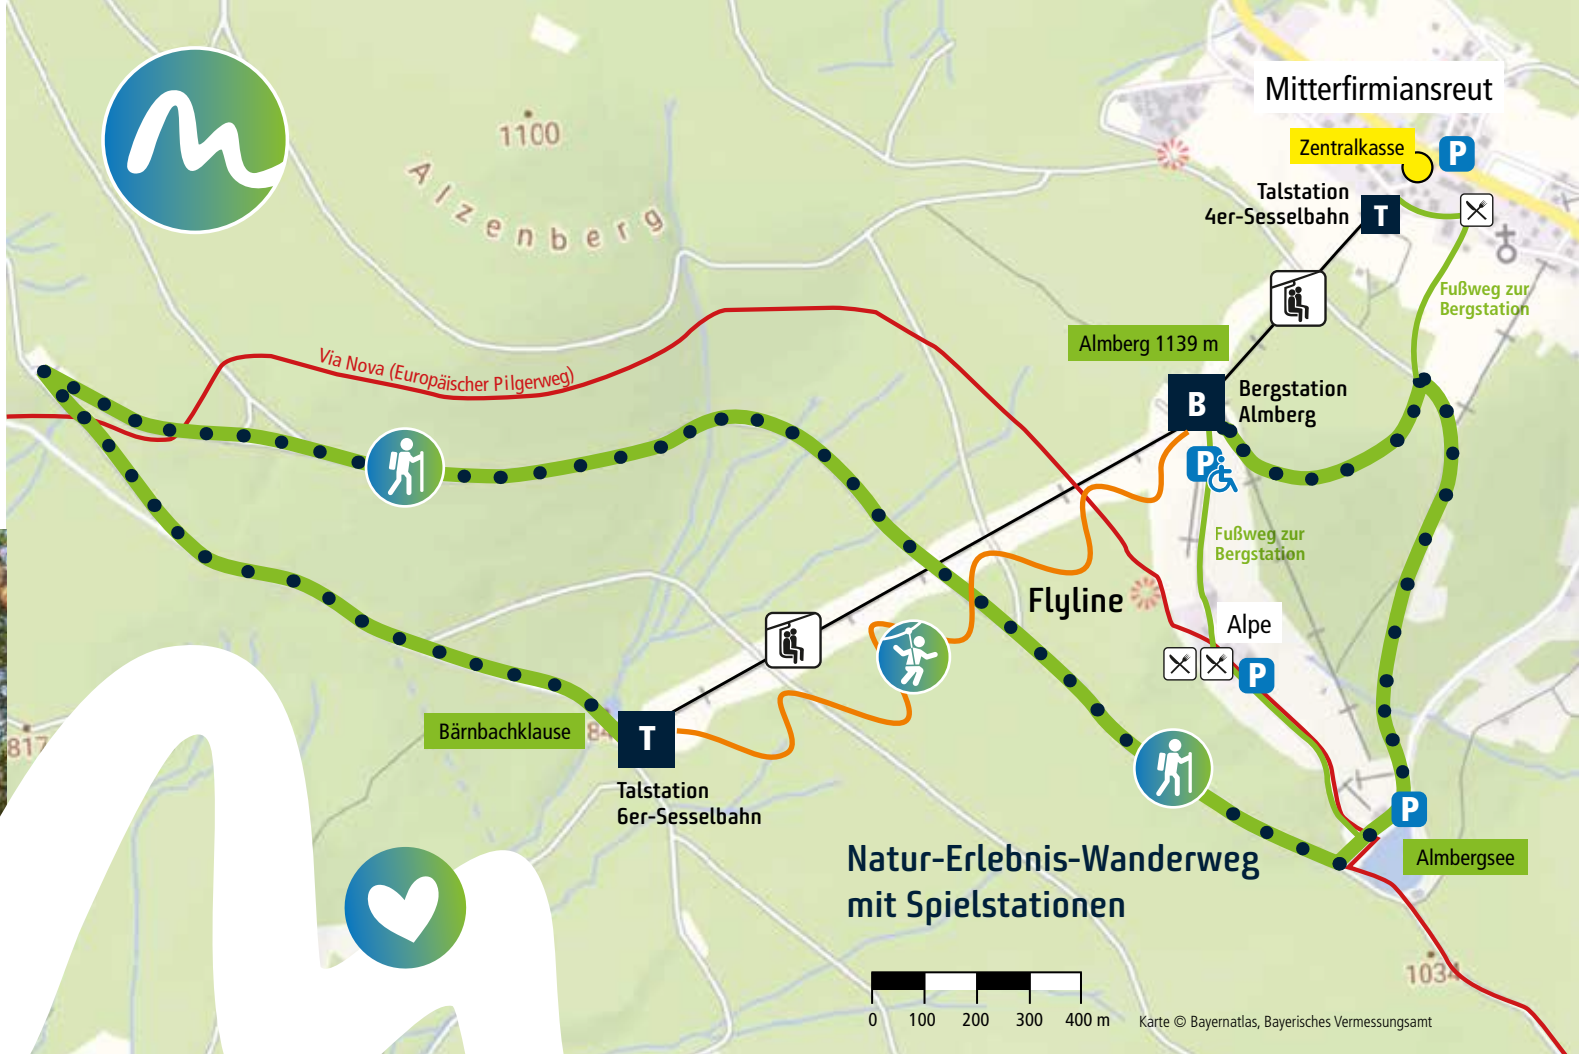 Mitterfirmiansreut
Zentralkasse
P
Talstation
4er-Sesselbahn
T
1100
Alzenberg
Fußweg zur
Bergstation
Almberg 1139 m
Via Nova (Europäischer Pilgerweg)
B
Bergstation
Almberg
P
Fußweg zur
Bergstation
Flyline
Alpe
P
Bärnbachklause
84
T
817
Talstation
6er-Sesselbahn
P
Almbergsee
Natur-Erlebnis-Wanderweg
mit Spielstationen
1034
0 100 200 300 400 m
Karte © Bayernatlas, Bayerisches Vermessungsamt